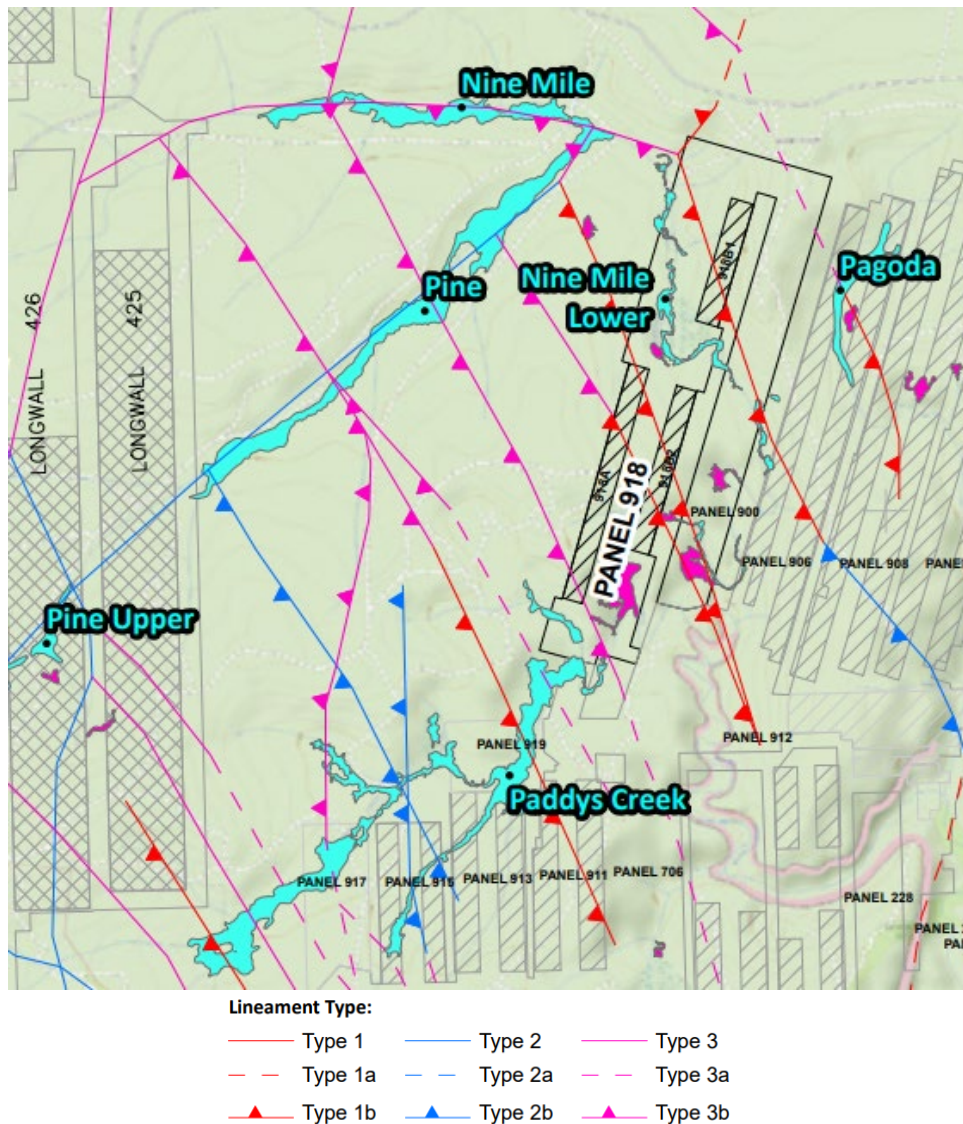 Nine Mile
Pagoda
918B1
Nine Mile
Lower
Pine
LONGWALL 426
LONGWALL 425
PANEL 918
PANEL 900
PANEL 906
PANEL 908
Pine Upper
PANEL 919
PANEL 912
Paddys Creek
PANEL 917
PANEL 915
PANEL 913
PANEL 911
PANEL 706
PANEL 228
Lineament Type:
Type 1
Type 2
Type 3
Type 1a
Type 2a
Type 3a
Type 1b
Type 2b
Type 3b